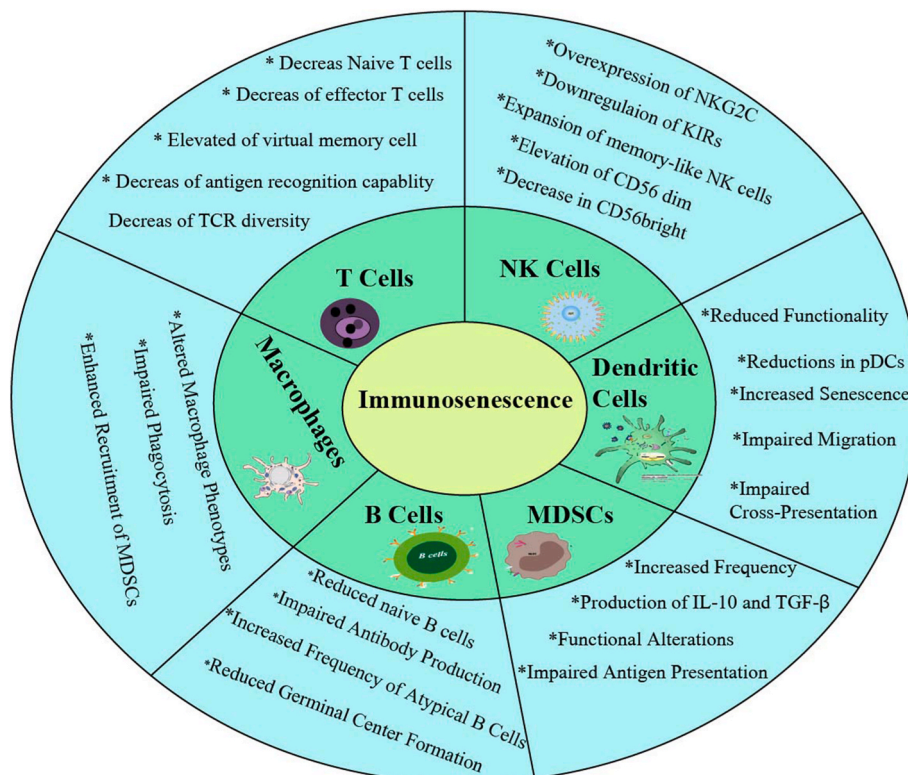 * Decreas Naive T cells
* Decreas of effector T cells
* Elevated of virtual memory cell
* Decreas of antigen recognition capablity
Decreas of TCR diversity
*Overexpression of NKG2C
*Downregulaion of KIRs
*Expansion of memory-like NK cells
*Elevation of CD56 dim
*Decrease in CD56bright
T Cells
NK Cells
Dendritic
Cells
MDSCs
B Cells
B cells
Macrophages
Immunosenescence
*Reduced Functionality
*Reductions in pDCs
*Increased Senescence
*Impaired Migration
*Impaired
Cross-Presentation
*Increased Frequency
*Production of IL-10 and TGF-β
*Functional Alterations
*Impaired Antigen Presentation
*Reduced naive B cells
*Impaired Antibody Production
*Increased Frequency of Atypical B Cells
*Reduced Germinal Center Formation
*Altered Macrophage Phenotypes
*Impaired Phagocytosis
*Enhanced Recruitment of MDSCs